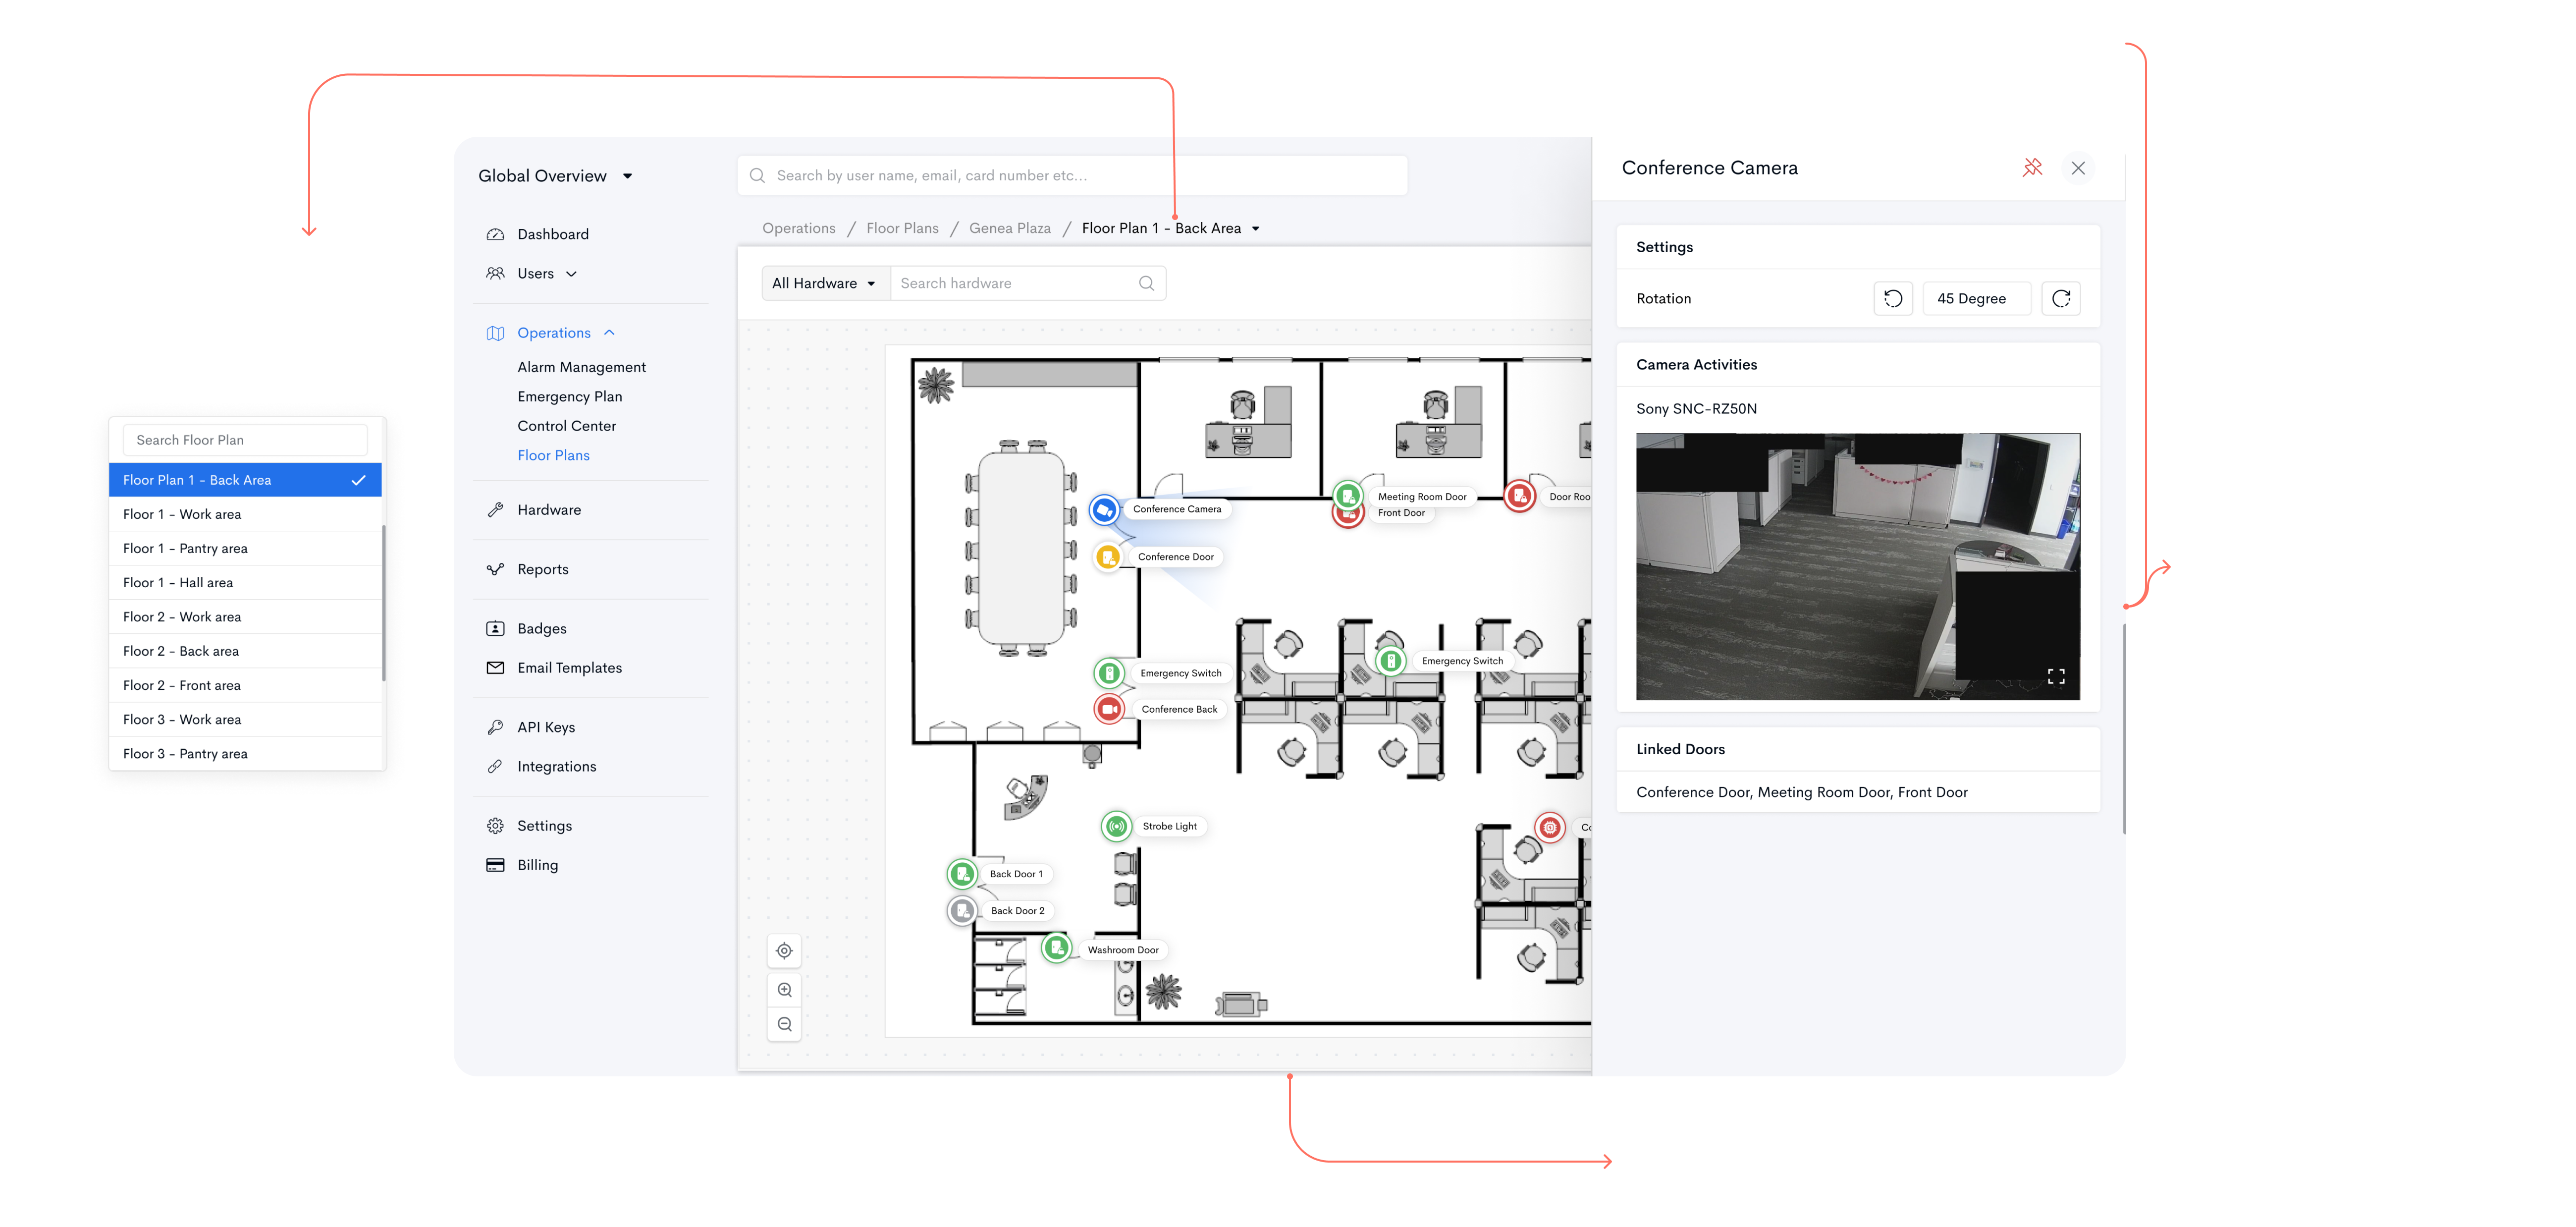 Global Overview
Search by user name, email, card number etc...
Conference Camera
Dashboard
Users
Operations
Alarm Management
Emergency Plan
Control Center
Floor Plans
Hardware
Reports
Badges
Email Templates
API Keys
Integrations
Settings
Billing
Operations / Floor Plans / Genea Plaza / Floor Plan 1 - Back Area
All Hardware
Search hardware
Search Floor Plan
Floor Plan 1 - Back Area
Floor 1 - Work area
Floor 1 - Pantry area
Floor 1 - Hall area
Floor 2 - Work area
Floor 2 - Back area
Floor 2 - Front area
Floor 3 - Work area
Floor 3 - Pantry area
Conference Camera
Conference Door
Meeting Room Door
Front Door
Door Roo
Emergency Switch
Conference Back
Emergency Switch
Strobe Light
Co
Back Door 1
Back Door 2
Washroom Door
Settings
Rotation
45 Degree
Camera Activities
Sony SNC-RZ50N
Linked Doors
Conference Door, Meeting Room Door, Front Door